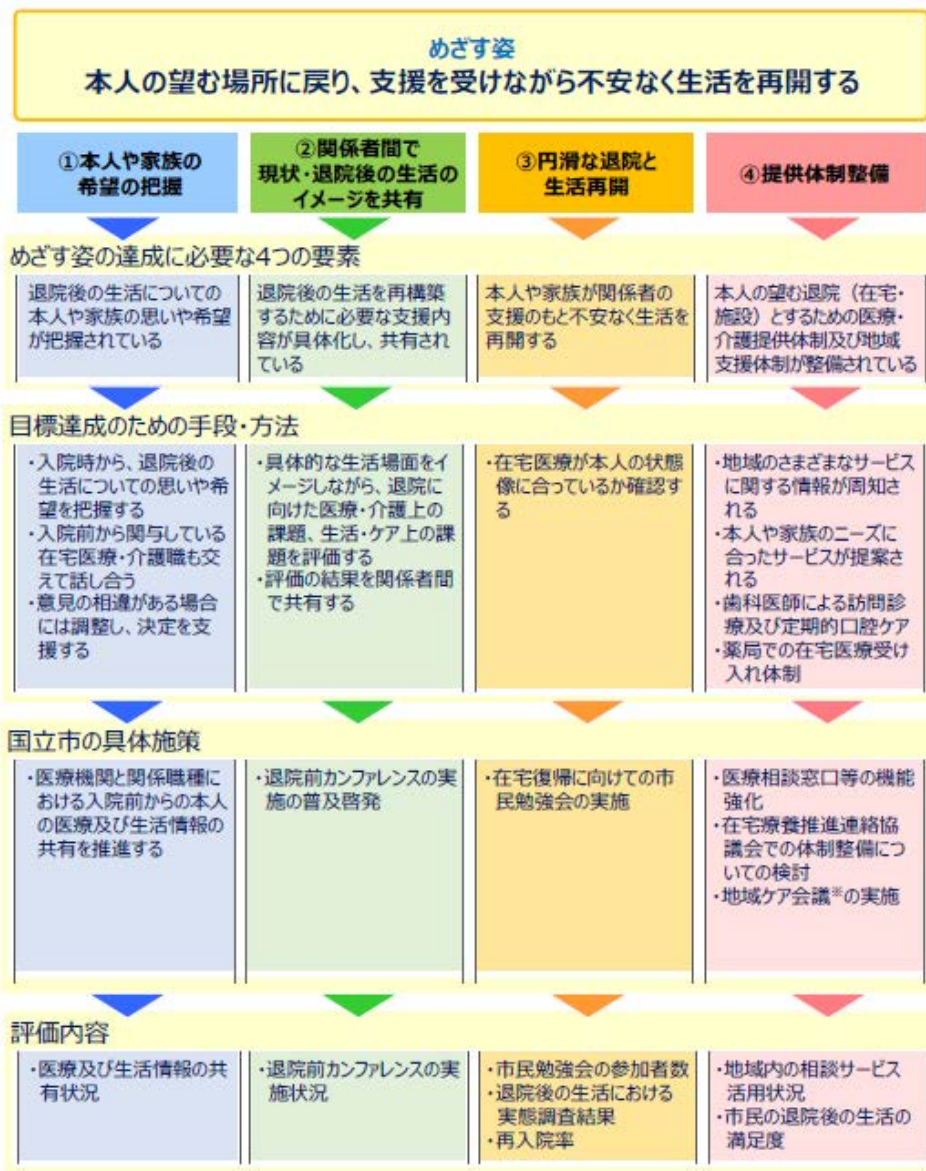 めざす姿
本人の望む場所に戻り、支援を受けながら不安なく生活を再開する
①本人や家族の
希望の把握
②関係者間で
現状・退院後の生活の
イメージを共有
③円滑な退院と
生活再開
④提供体制整備
めざす姿の達成に必要な4つの要素
退院後の生活についての
本人や家族の思いや希望
が把握されている
退院後の生活を再構築
するために必要な支援内
容が具体化し、共有され
ている
本人や家族が関係者の
支援のもと不安なく生活を
再開する
本人の望む退院（在宅・
施設）とするための医療・
介護提供体制及び地域
支援体制が整備されている
目標達成のための手段・方法
・入院時から、退院後の
生活についての思いや希
望を把握する
・入院前から関与している
在宅医療・介護職も交
えて話し合う
・意見の相違がある場合
には調整し、決定を支
援する
・具体的な生活場面をイ
メージしながら、退院に
向けた医療・介護上の
課題、生活・ケア上の課
題を評価する
・評価の結果を関係者間
で共有する
・在宅医療が本人の状態
像に合っているか確認す
る
・地域のさまざまなサービス
に関する情報が周知さ
れる
・本人や家族のニーズに
合ったサービスが提案さ
れる
・歯科医師による訪問診
療及び定期的口腔ケア
・薬局での在宅医療受け
入れ体制
国立市の具体施策
・医療機関と関係職種に
おける入院前からの本人
の医療及び生活情報の
共有を推進する
・退院前カンファレンスの実
施の普及啓発
・在宅復帰に向けての市
民勉強会の実施
・医療相談窓口等の機能
強化
・在宅療養推進連絡協
議会での体制整備につ
いての検討
・地域ケア会議※の実施
評価内容
・医療及び生活情報の共
有状況
・退院前カンファレンスの実
施状況
・市民勉強会の参加者数
・退院後の生活における
実態調査結果
・再入院率
・地域内の相談サービス
活用状況
・市民の退院後の生活の
満足度